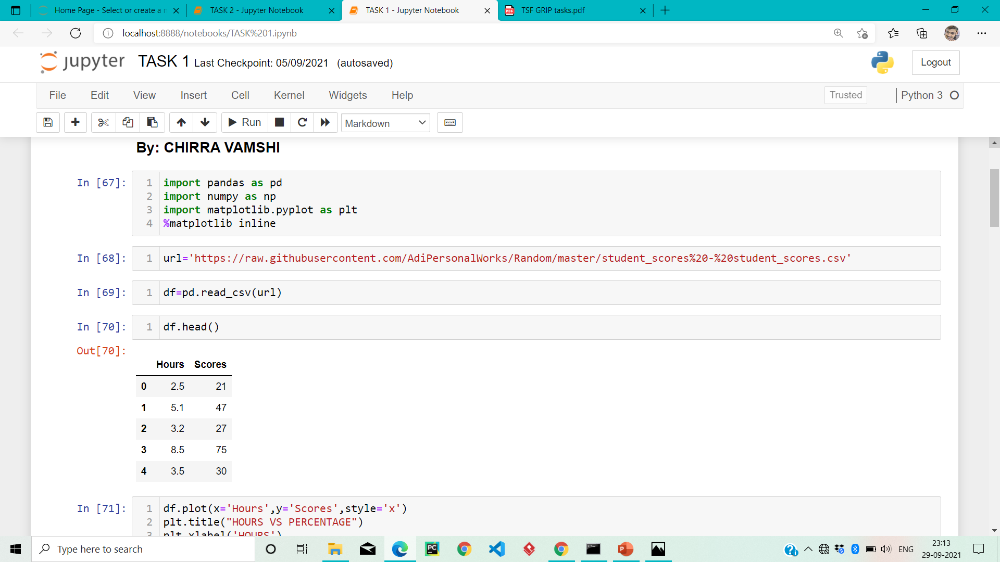 Home Page - Select or create a n
TASK 2 - Jupyter Notebook
TASK 1 - Jupyter Notebook
TSF GRIP tasks.pdf
localhost:8888/notebooks/TASK%201.ipynb
jupyter TASK 1 Last Checkpoint: 05/09/2021 (autosaved)
Logout
File Edit View Insert Cell Kernel Widgets Help
Trusted
Python 3
Run
Markdown
By: CHIRRA VAMSHI
In [67]:
1 import pandas as pd
2 import numpy as np
3 import matplotlib.pyplot as plt
4 %matplotlib inline
In [68]:
1 url='https://raw.githubusercontent.com/AdiPersonalWorks/Random/master/student_scores%20-%20student_scores.csv'
In [69]:
1 df=pd.read_csv(url)
In [70]:
1 df.head()
Out[70]:
Hours Scores
0 2.5 21
1 5.1 47
2 3.2 27
3 8.5 75
4 3.5 30
In [71]:
1 df.plot(x='Hours',y='Scores',style='x')
2 plt.title("HOURS VS PERCENTAGE")
3 plt.xlabel('HOURS')
Type here to search
PC
ENG
23:13
29-09-2021